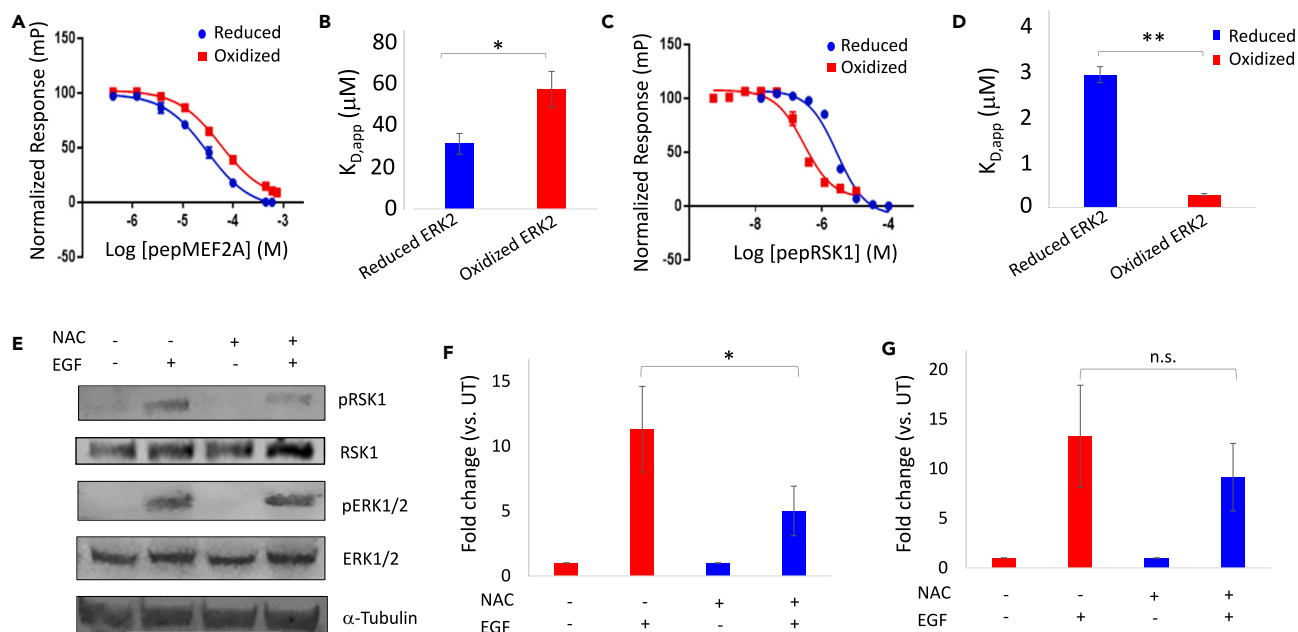 A
Normalized Response (mP)
150
100
50
0
-50
Reduced
Oxidized
-6
-5
-4
-3
Log [pepMEF2A] (M)
B
K_D,app (μM)
80
60
40
20
0
*
Reduced ERK2
Oxidized ERK2
C
Normalized Response (mP)
150
100
50
0
-50
Reduced
Oxidized
-8
-6
-4
Log [pepRSK1] (M)
D
K_D,app (μM)
4
3
2
1
0
**
Reduced
Oxidized
Reduced ERK2
Oxidized ERK2
E
NAC - - + +
EGF - + - +
pRSK1
RSK1
pERK1/2
ERK1/2
α-Tubulin
F
Fold change (vs. UT)
15
10
5
0
*
NAC - - + +
EGF - + - +
G
Fold change (vs. UT)
20
15
10
5
0
n.s.
NAC - - + +
EGF - + - +